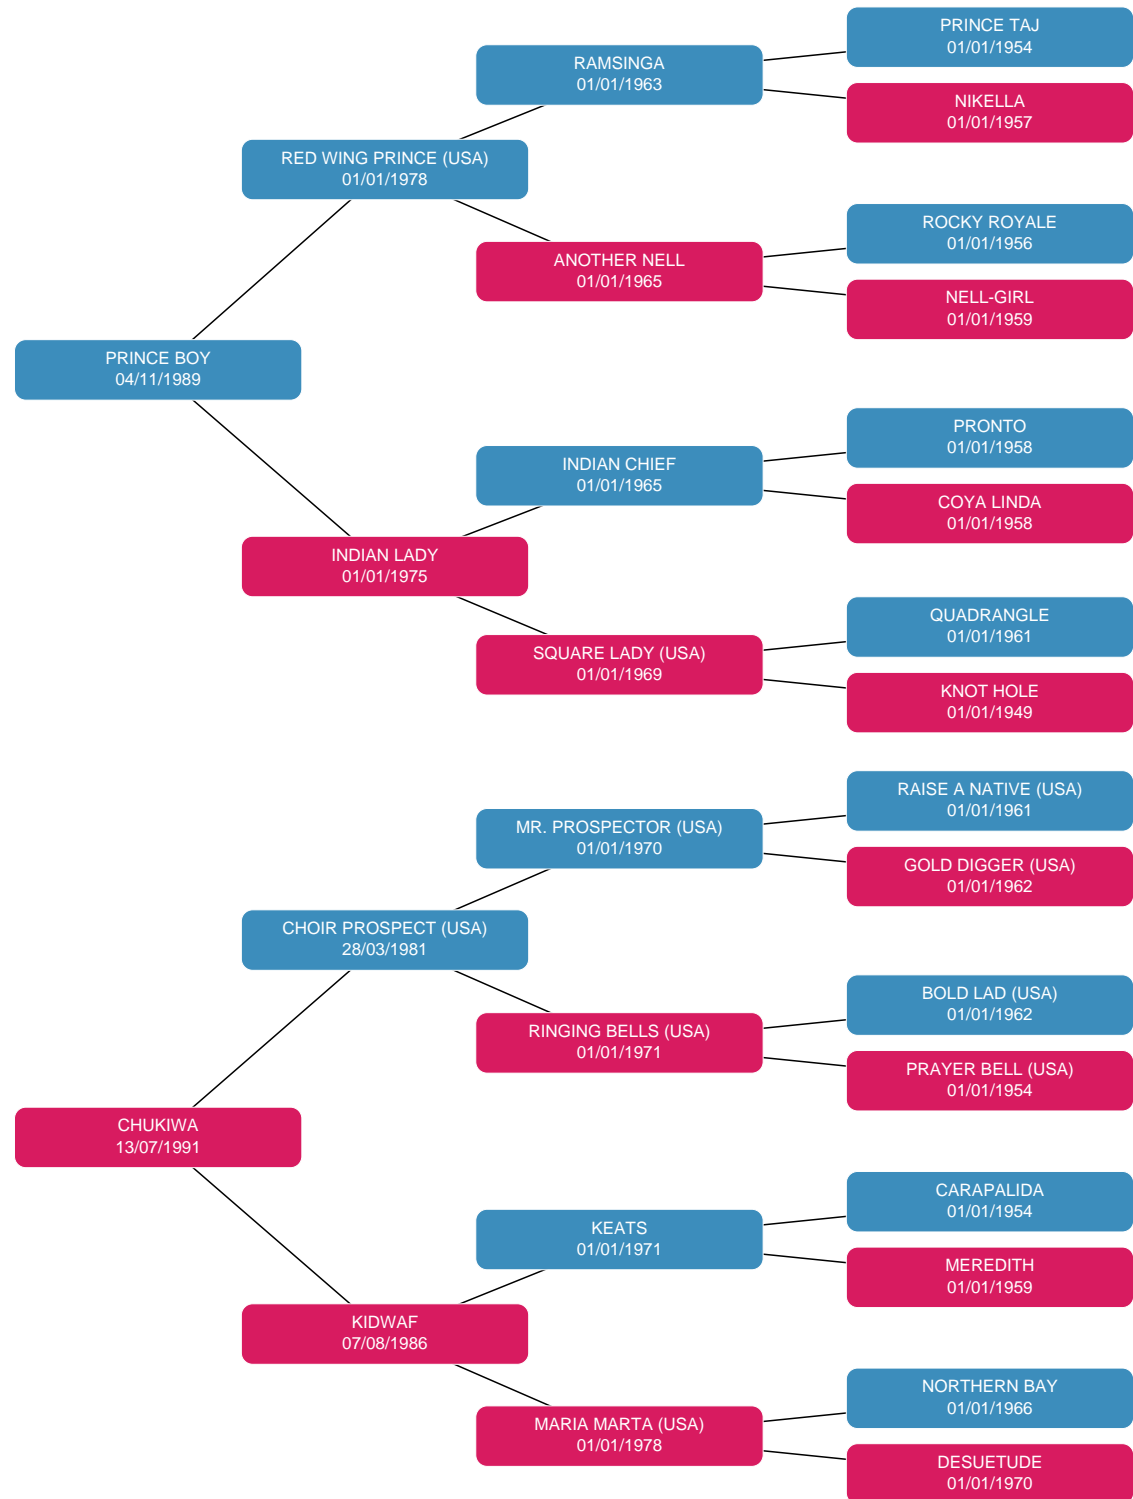 PRINCE TAJ
01/01/1954
RAMSINGA
01/01/1963
NIKELLA
01/01/1957
RED WING PRINCE (USA)
01/01/1978
ROCKY ROYALE
01/01/1956
ANOTHER NELL
01/01/1965
NELL-GIRL
01/01/1959
PRINCE BOY
04/11/1989
PRONTO
01/01/1958
INDIAN CHIEF
01/01/1965
COYA LINDA
01/01/1958
INDIAN LADY
01/01/1975
QUADRANGLE
01/01/1961
SQUARE LADY (USA)
01/01/1969
KNOT HOLE
01/01/1949
RAISE A NATIVE (USA)
01/01/1961
MR. PROSPECTOR (USA)
01/01/1970
GOLD DIGGER (USA)
01/01/1962
CHOIR PROSPECT (USA)
28/03/1981
BOLD LAD (USA)
01/01/1962
RINGING BELLS (USA)
01/01/1971
PRAYER BELL (USA)
01/01/1954
CHUKIWA
13/07/1991
CARAPALIDA
01/01/1954
KEATS
01/01/1971
MEREDITH
01/01/1959
KIDWAF
07/08/1986
NORTHERN BAY
01/01/1966
MARIA MARTA (USA)
01/01/1978
DESUETUDE
01/01/1970